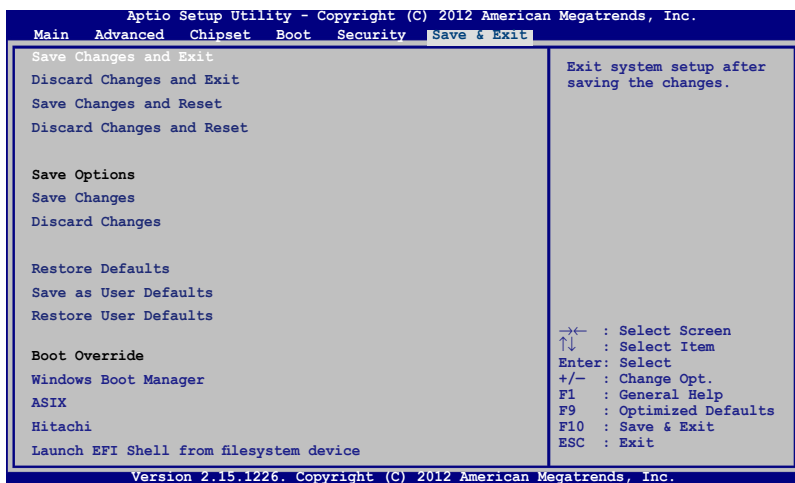 Aptio Setup Utility - Copyright (C) 2012 American Megatrends, Inc.
Main Advanced Chipset Boot Security Save & Exit
Save Changes and Exit
Discard Changes and Exit
Save Changes and Reset
Discard Changes and Reset
Save Options
Save Changes
Discard Changes
Restore Defaults
Save as User Defaults
Restore User Defaults
Boot Override
Windows Boot Manager
ASIX
Hitachi
Launch EFI Shell from filesystem device
Exit system setup after
saving the changes.
→← : Select Screen
↑↓ : Select Item
Enter: Select
+/— : Change Opt.
F1 : General Help
F9 : Optimized Defaults
F10 : Save & Exit
ESC : Exit
Version 2.15.1226. Copyright (C) 2012 American Megatrends, Inc.